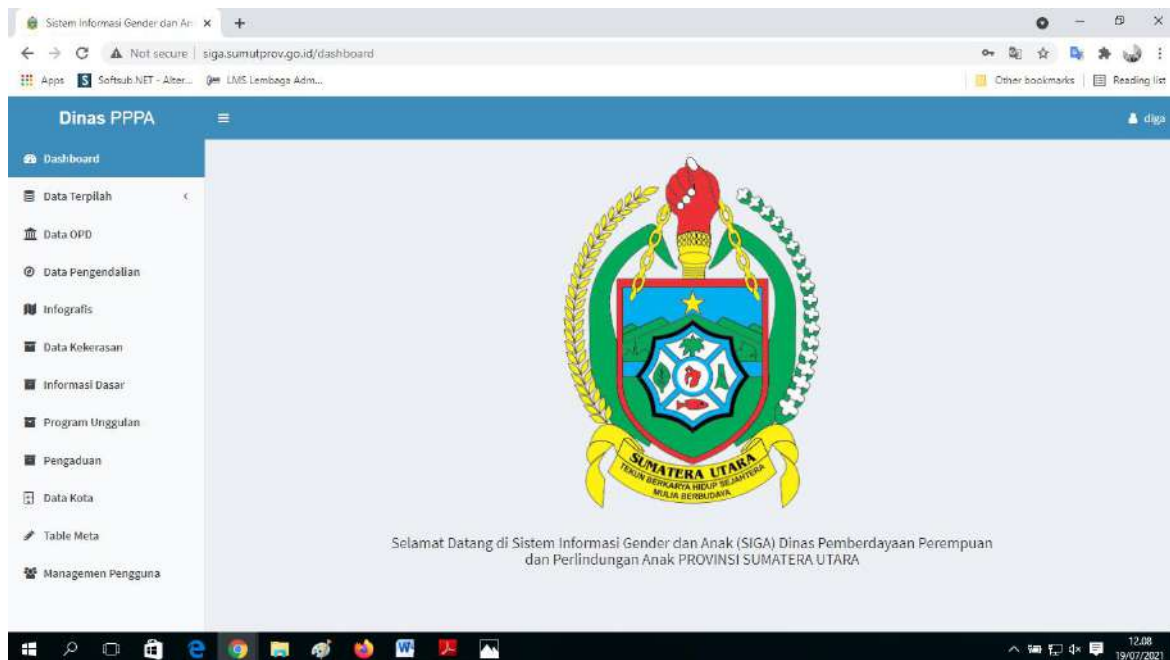 Sistem Informasi Gender dan An
Not secure
siga.sumutprov.go.id/dashboard
Apps
Softsub.NET - Alter...
LMS Lembaga Adm...
Other bookmarks
Reading list
Dinas PPPA
diga
Dashboard
Data Terpilah
Data OPD
Data Pengendalian
Infografis
Data Kekerasan
Informasi Dasar
Program Unggulan
Pengaduan
Data Kota
Table Meta
Managemen Pengguna
SUMATERA UTARA
TEKUN BERKARYA HIDUP SEJAHTERA
MULIA BERBUDAYA
Selamat Datang di Sistem Informasi Gender dan Anak (SIGA) Dinas Pemberdayaan Perempuan
dan Perlindungan Anak PROVINSI SUMATERA UTARA
12.08
19/07/2021